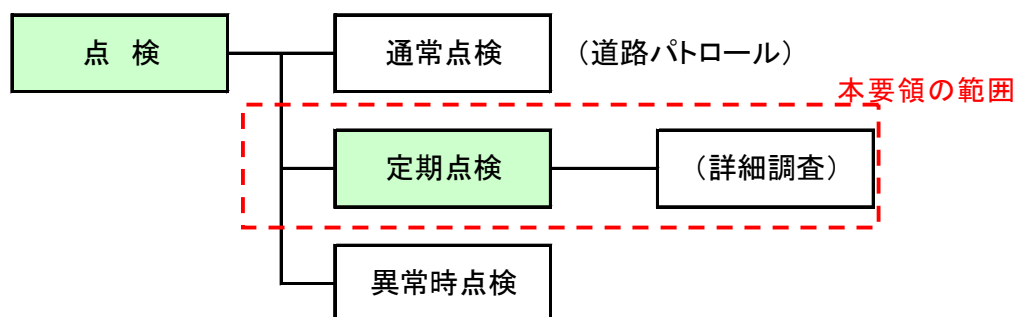 点 検
通常点検
（道路パトロール）
本要領の範囲
定期点検
（詳細調査）
異常時点検